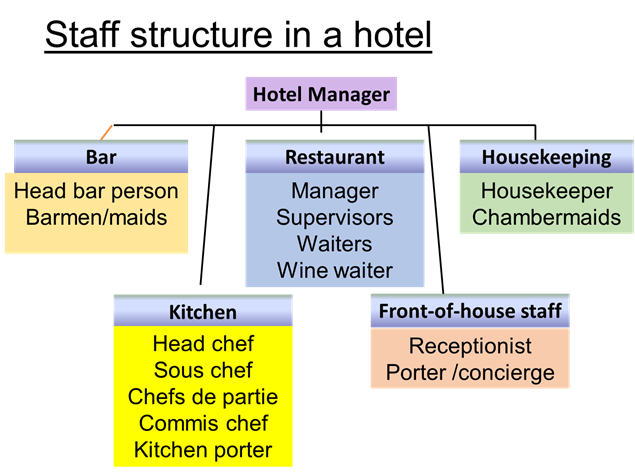 Staff structure in a hotel
Hotel Manager
Bar
Head bar person
Barmen/maids
Restaurant
Manager
Supervisors
Waiters
Wine waiter
Housekeeping
Housekeeper
Chambermaids
Kitchen
Head chef
Sous chef
Chefs de partie
Commis chef
Kitchen porter
Front-of-house staff
Receptionist
Porter /concierge